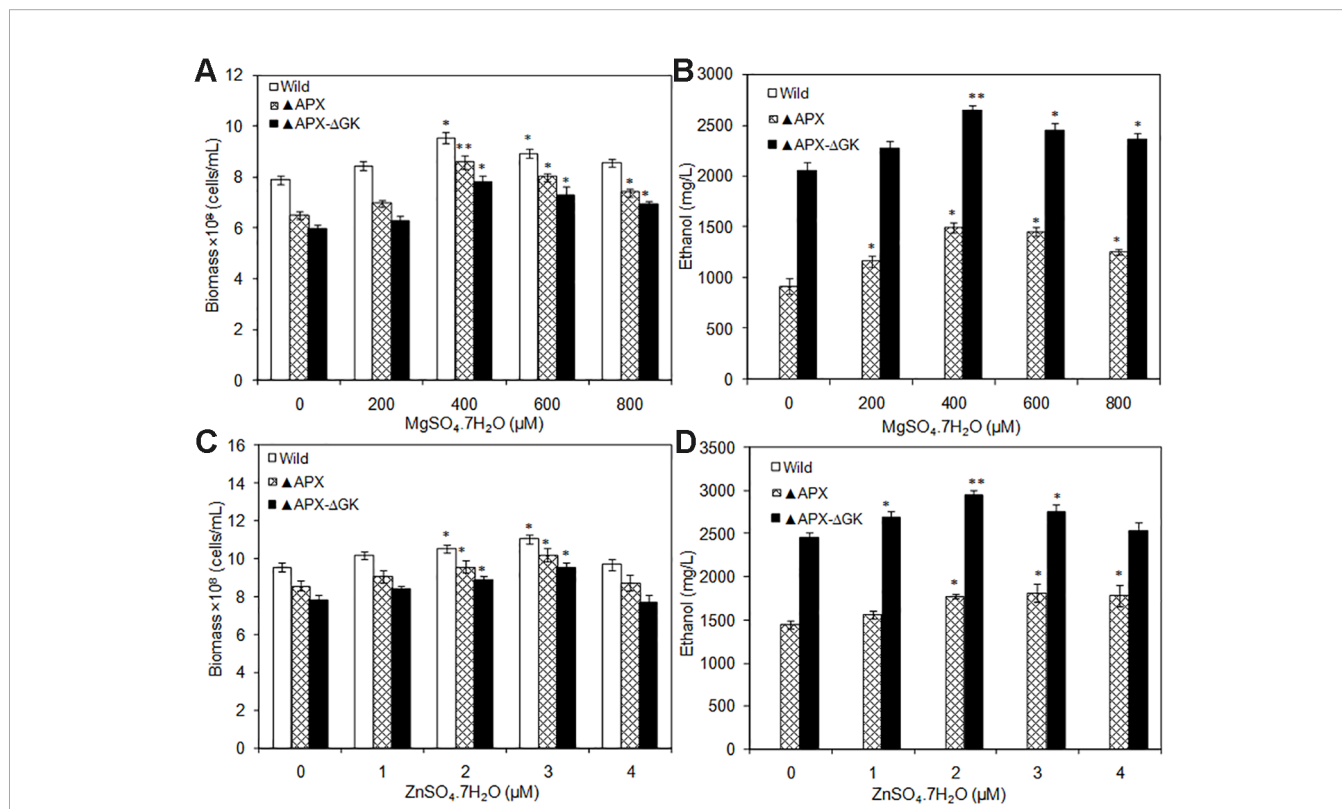 A
Biomass ×10⁸ (cells/mL)
12
10
8
6
4
2
0
Wild
▲APX
▲APX-ΔGK
*
**
*
*
*
*
*
*
0 200 400 600 800
MgSO₄.7H₂O (µM)
B
Ethanol (mg/L)
3000
2500
2000
1500
1000
500
0
Wild
▲APX
▲APX-ΔGK
*
*
**
*
*
*
*
0 200 400 600 800
MgSO₄.7H₂O (µM)
C
Biomass ×10⁸ (cells/mL)
16
14
12
10
8
6
4
2
0
Wild
▲APX
▲APX-ΔGK
*
*
*
*
*
*
0 1 2 3 4
ZnSO₄.7H₂O (µM)
D
Ethanol (mg/L)
3500
3000
2500
2000
1500
1000
500
0
Wild
▲APX
▲APX-ΔGK
*
*
**
*
*
*
0 1 2 3 4
ZnSO₄.7H₂O (µM)